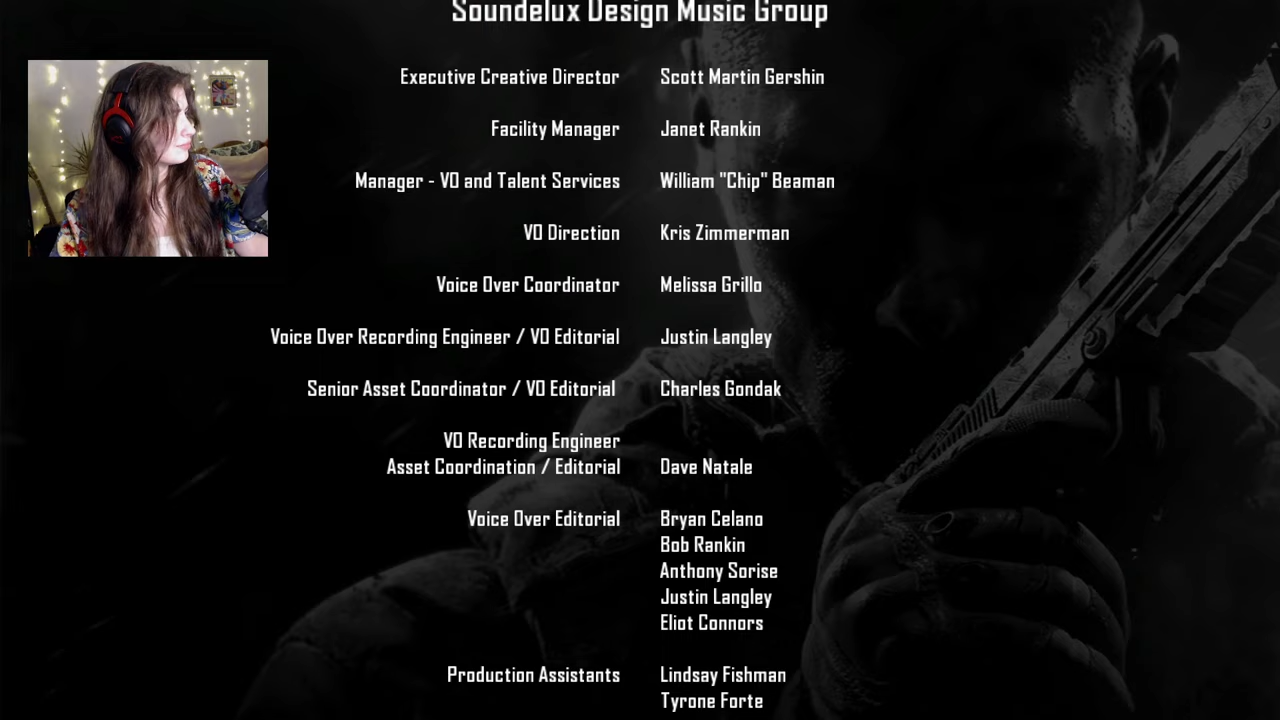 Soundelux Design Music Group
Executive Creative Director Scott Martin Gershin
Facility Manager Janet Rankin
Manager - VO and Talent Services William "Chip" Beaman
VO Direction Kris Zimmerman
Voice Over Coordinator Melissa Grillo
Voice Over Recording Engineer / VO Editorial Justin Langley
Senior Asset Coordinator / VO Editorial Charles Gondak
VO Recording Engineer
Asset Coordination / Editorial Dave Natale
Voice Over Editorial Bryan Celano
Bob Rankin
Anthony Sorise
Justin Langley
Eliot Connors
Production Assistants Lindsay Fishman
Tyrone Forte